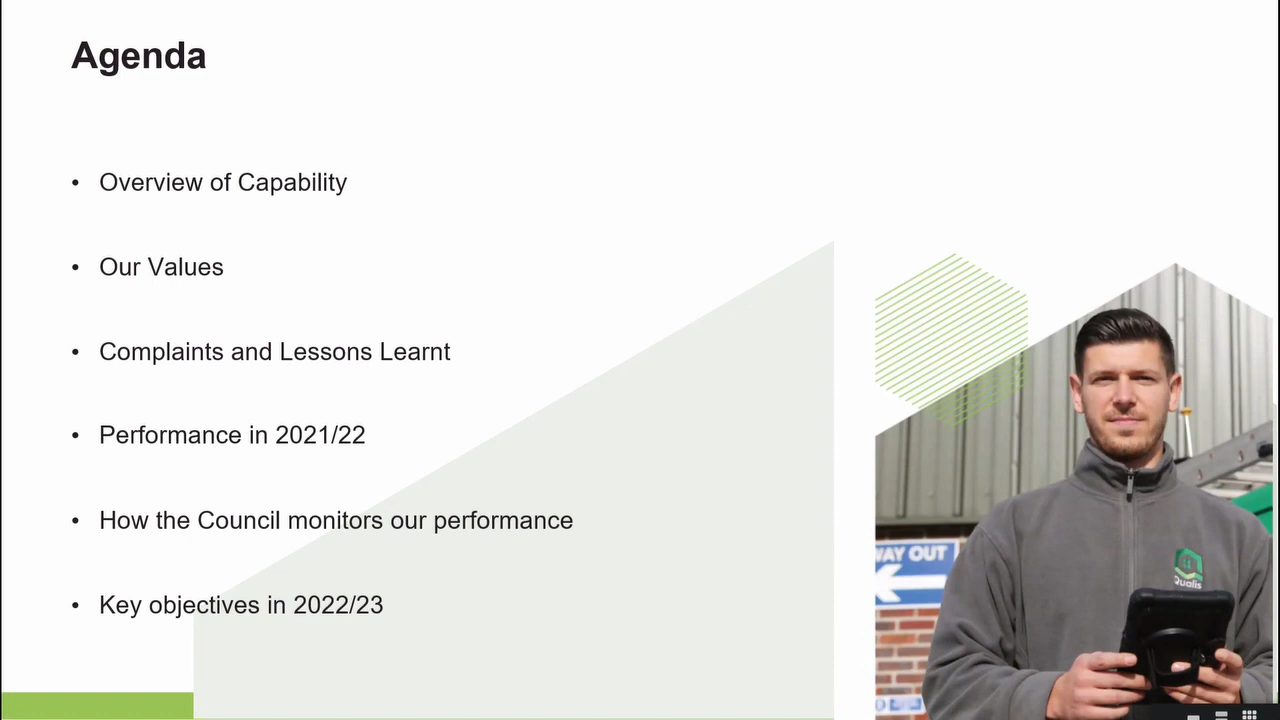 Agenda
• Overview of Capability
• Our Values
• Complaints and Lessons Learnt
• Performance in 2021/22
• How the Council monitors our performance
• Key objectives in 2022/23
WAY OUT
Qualis